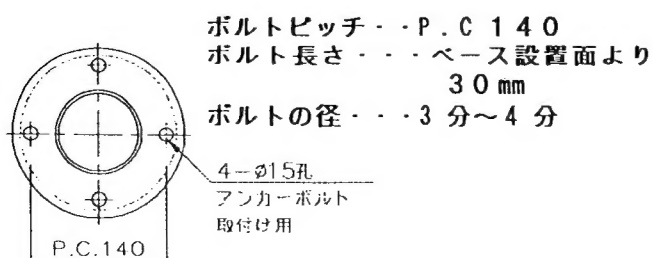 ボルトピッチ・・P.C 140
ボルト長さ・・・ベース設置面より
30mm
ボルトの径・・・3分～4分
4-φ15孔
アンカーボルト
取付け用
P.C.140